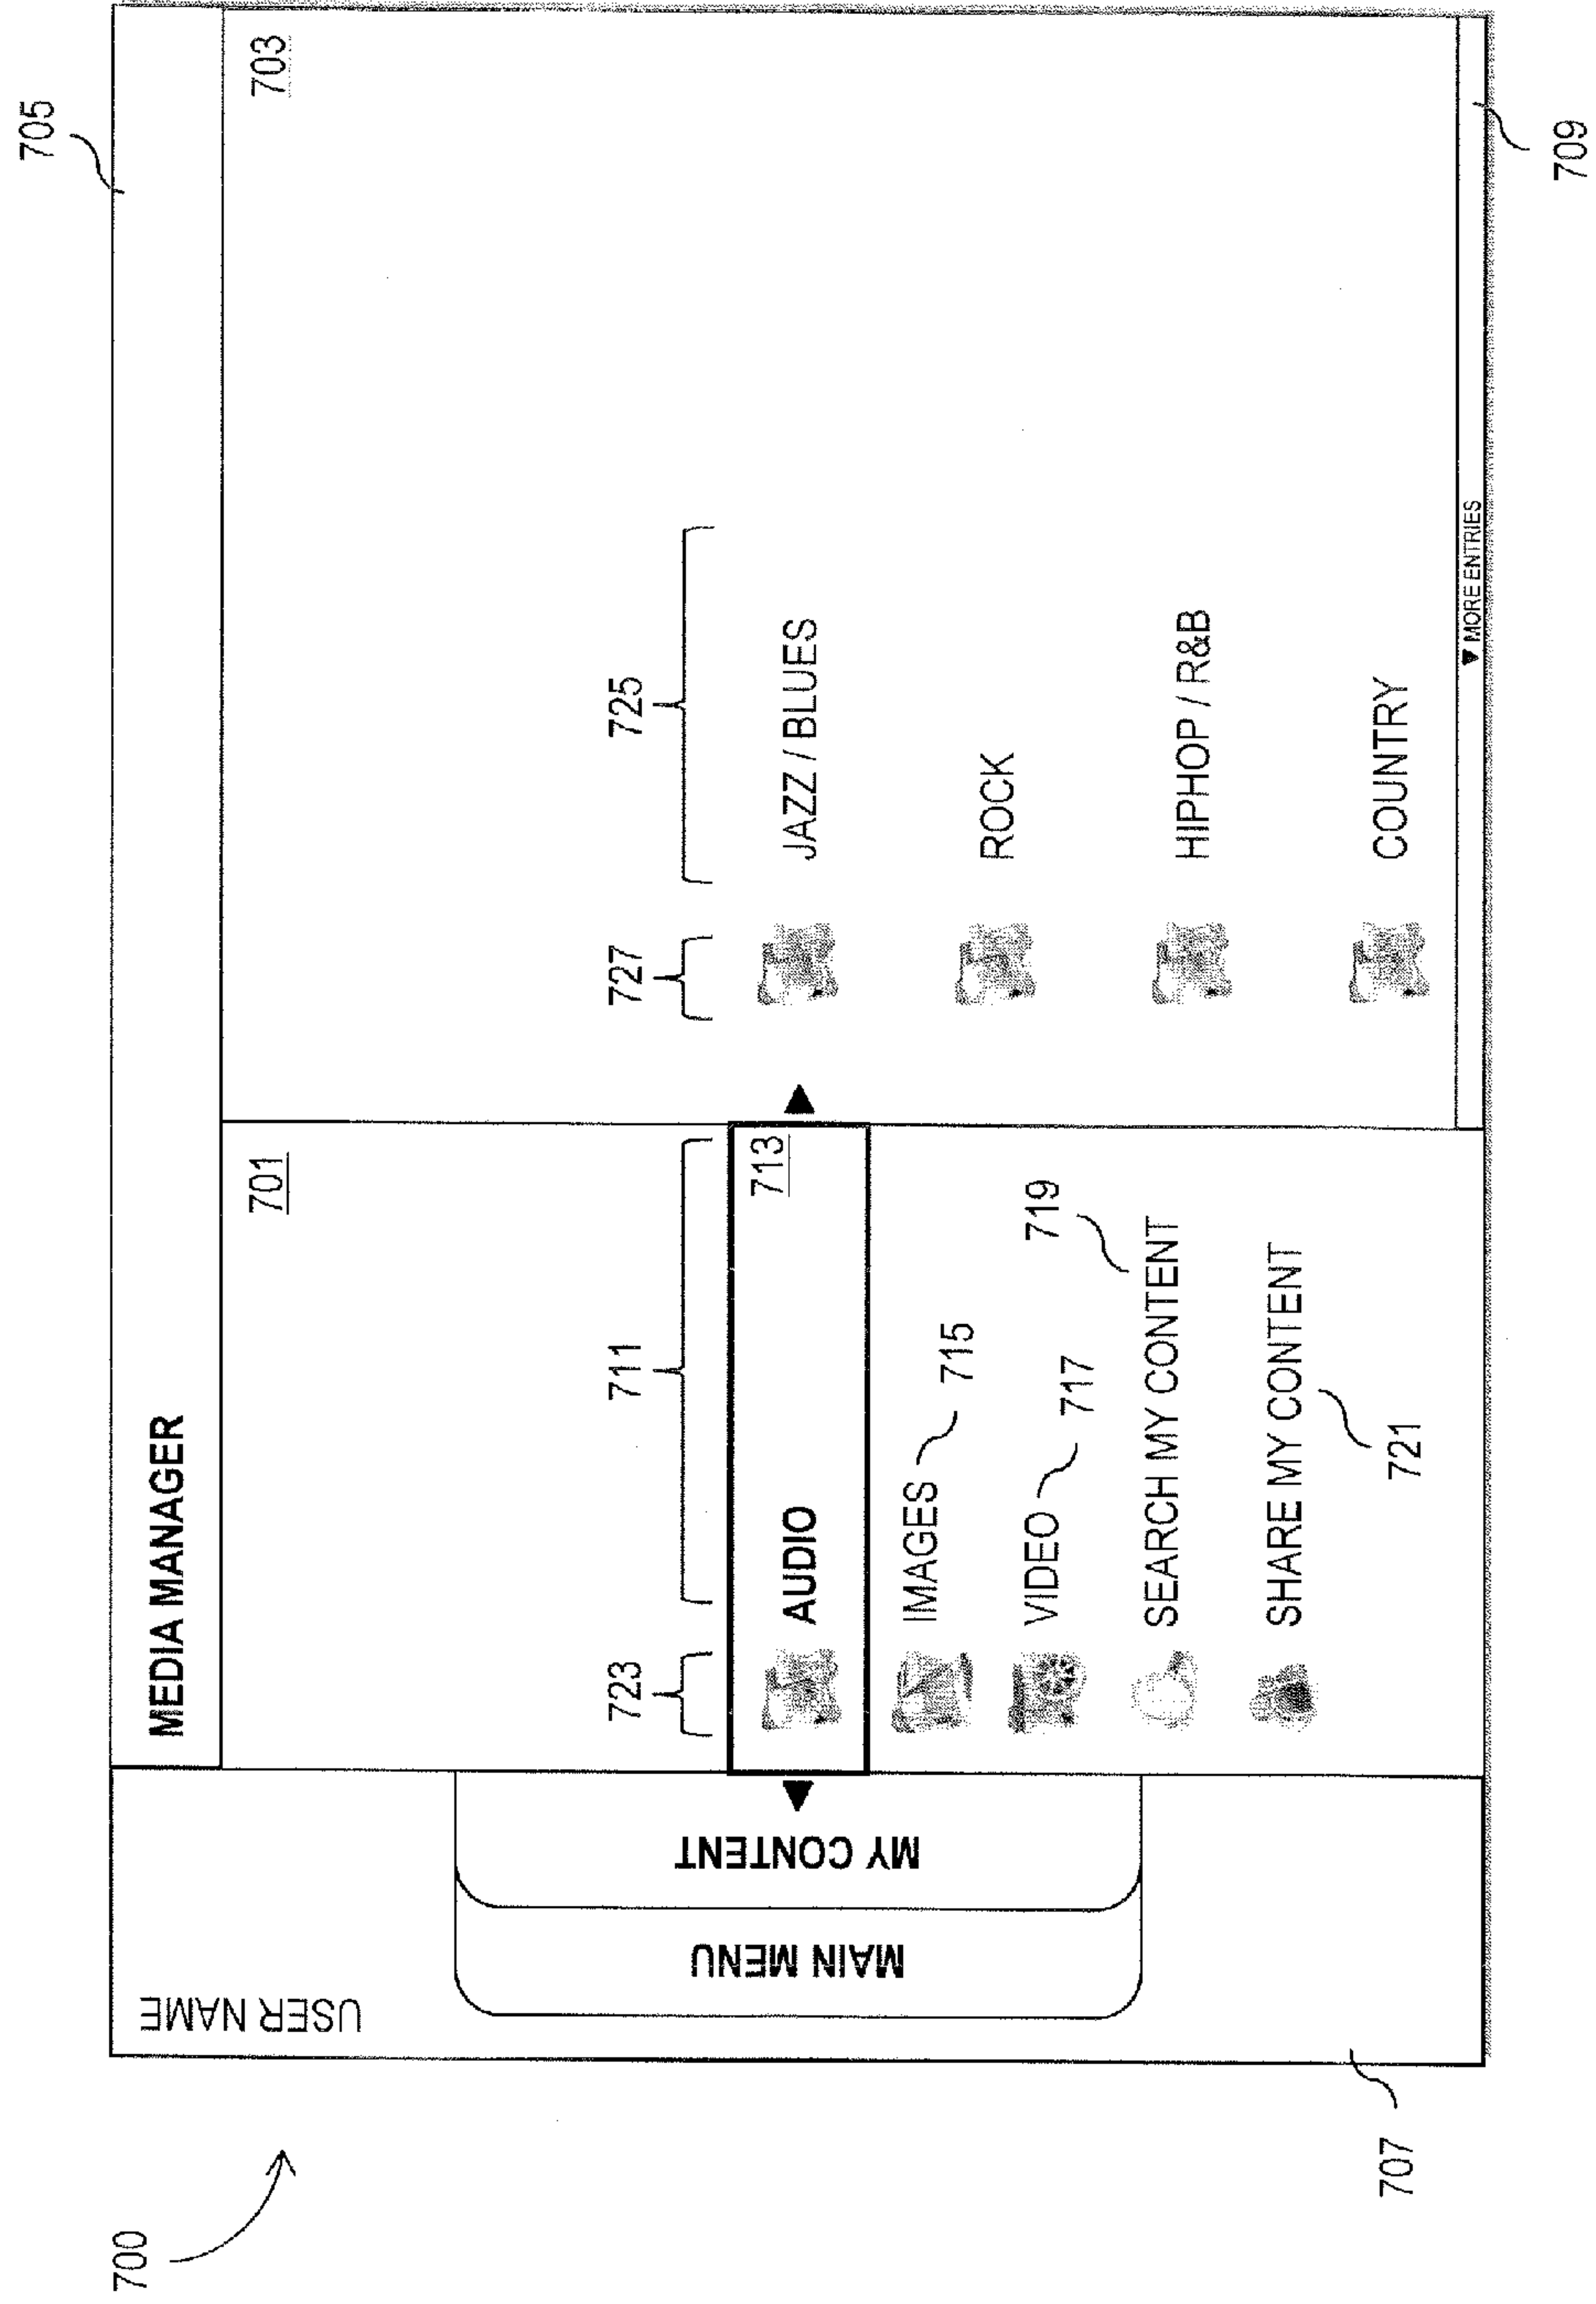 700
705
USER NAME
MEDIA MANAGER
701
703
MAIN MENU
MY CONTENT
723
711
727
725
AUDIO
713
JAZZ / BLUES
IMAGES
715
ROCK
VIDEO
717
719
SEARCH MY CONTENT
HIPHOP / R&B
SHARE MY CONTENT
721
COUNTRY
MORE ENTRIES
707
709